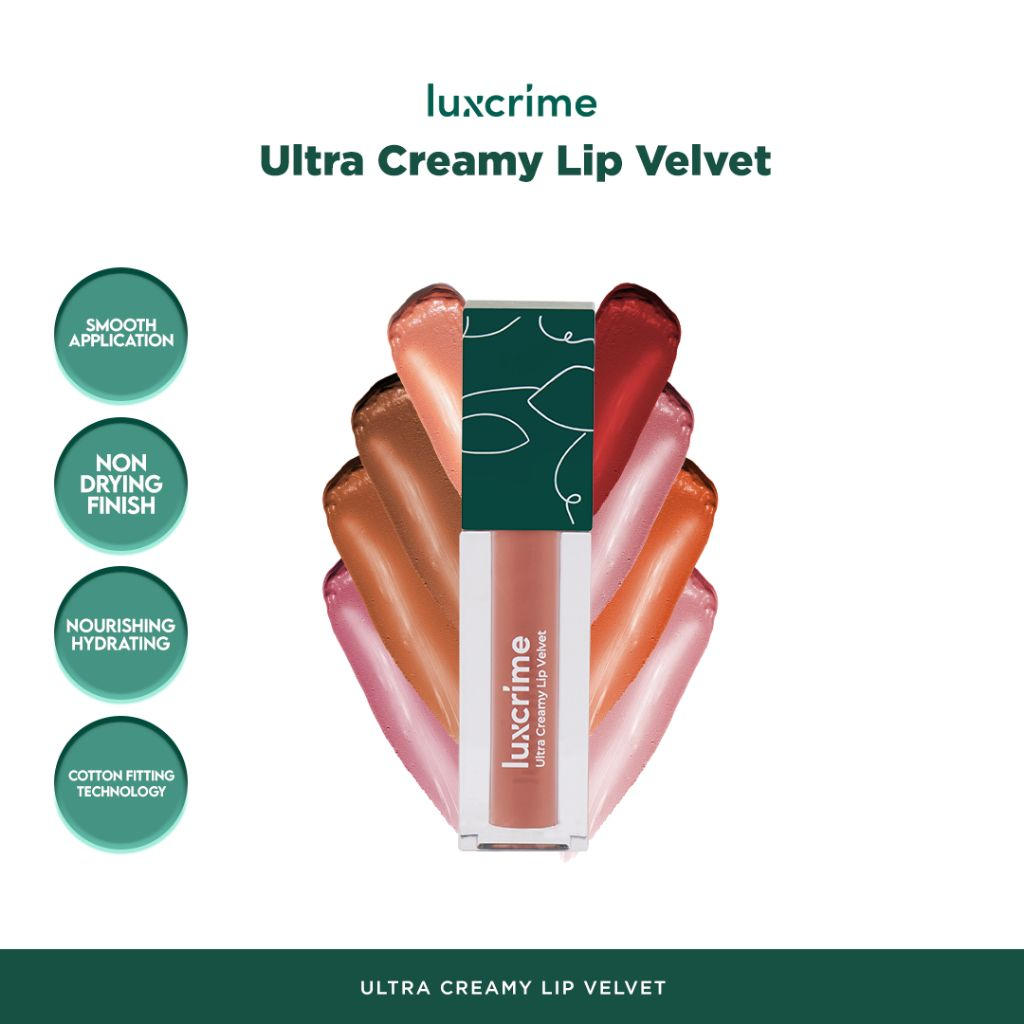 luxcrime
Ultra Creamy Lip Velvet
SMOOTH
APPLICATION
NON
DRYING
FINISH
NOURISHING
HYDRATING
COTTON FITTING
TECHNOLOGY
luxcrime
Ultra Creamy Lip Velvet
ULTRA CREAMY LIP VELVET